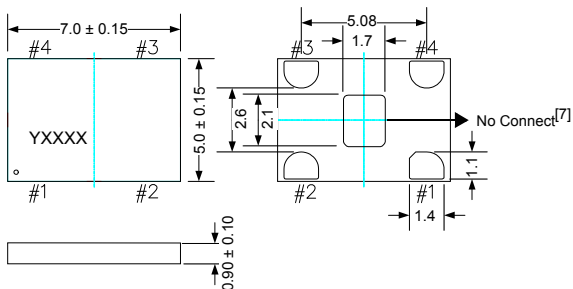 7.0 ± 0.15
#4 #3
YXXXX
5.0 ± 0.15
#1 #2
0.90 ± 0.10
5.08
1.7
#3 #4
2.6
2.1
No Connect[7]
#2 #1
1.1
1.4